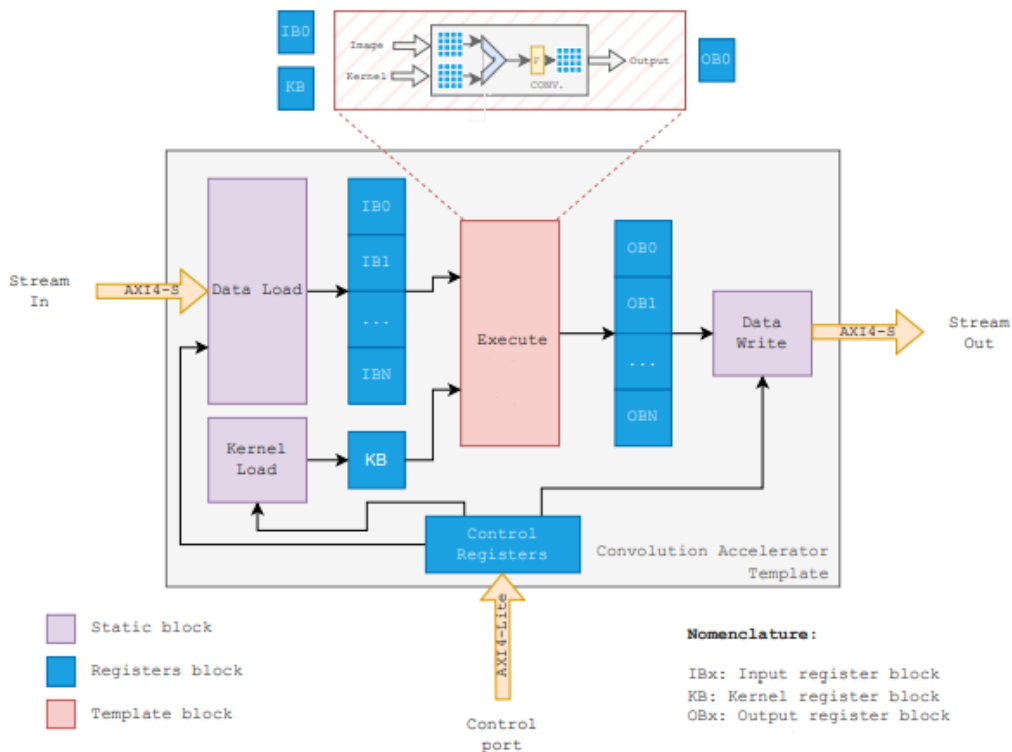 IB0
KB
Image
Kernel
F
CONV.
Output
OB0
Stream
In
AXI4-S
Data Load
IB0
IB1
...
IBN
Kernel
Load
KB
Execute
OB0
OB1
...
OBN
Data
Write
AXI4-S
Stream
Out
Control
Registers
Convolution Accelerator
Template
AXI4-Lite
Control
port
Static block
Registers block
Template block
Nomenclature:
IBx: Input register block
KB: Kernel register block
OBx: Output register block